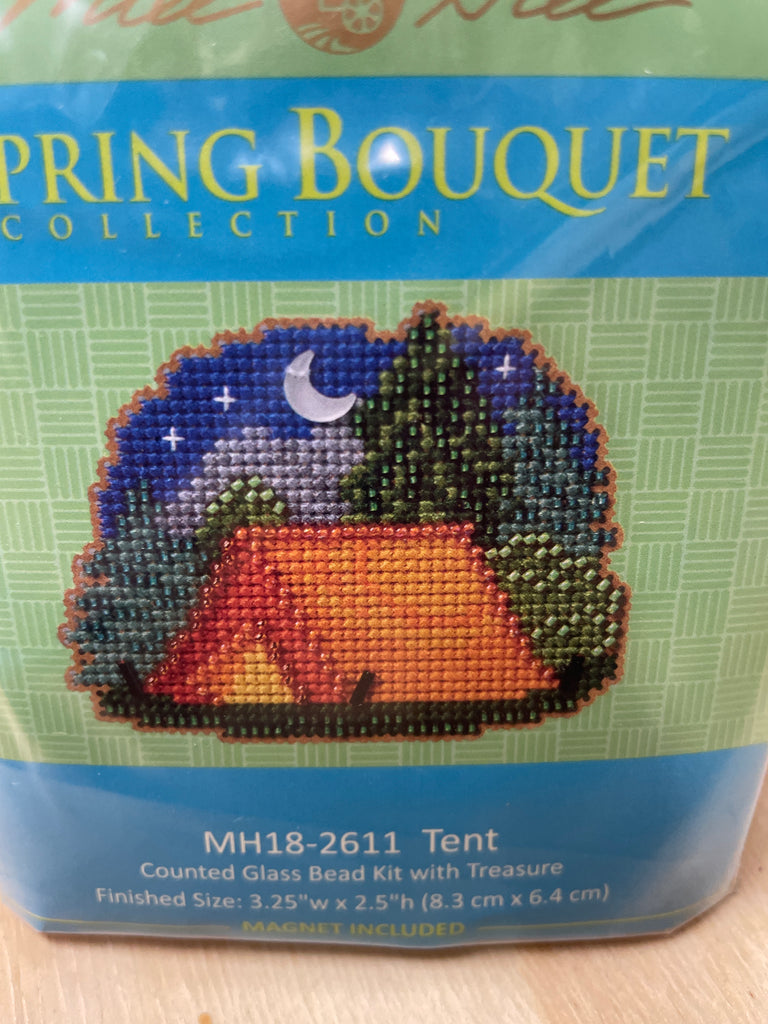 PRING BOUQUET
COLLECTION
MH18-2611 Tent
Counted Glass Bead Kit with Treasure
Finished Size: 3.25"w x 2.5"h (8.3 cm x 6.4 cm)
MAGNET INCLUDED